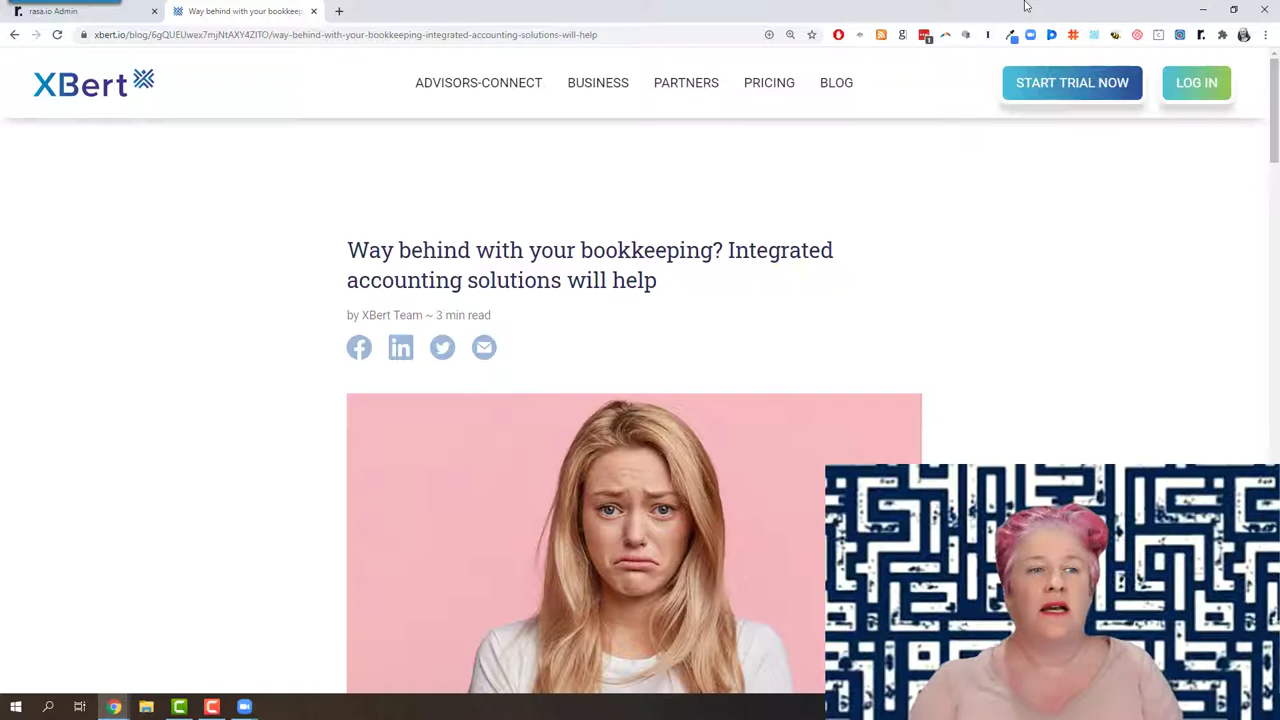 rasa.io Admin
Way behind with your bookkeep
xbert.io/blog/6gQUEUwex7mjNtAXY4ZITO/way-behind-with-your-bookkeeping-integrated-accounting-solutions-will-help
XBert
ADVISORS-CONNECT
BUSINESS
PARTNERS
PRICING
BLOG
START TRIAL NOW
LOG IN
Way behind with your bookkeeping? Integrated
accounting solutions will help
by XBert Team ~ 3 min read